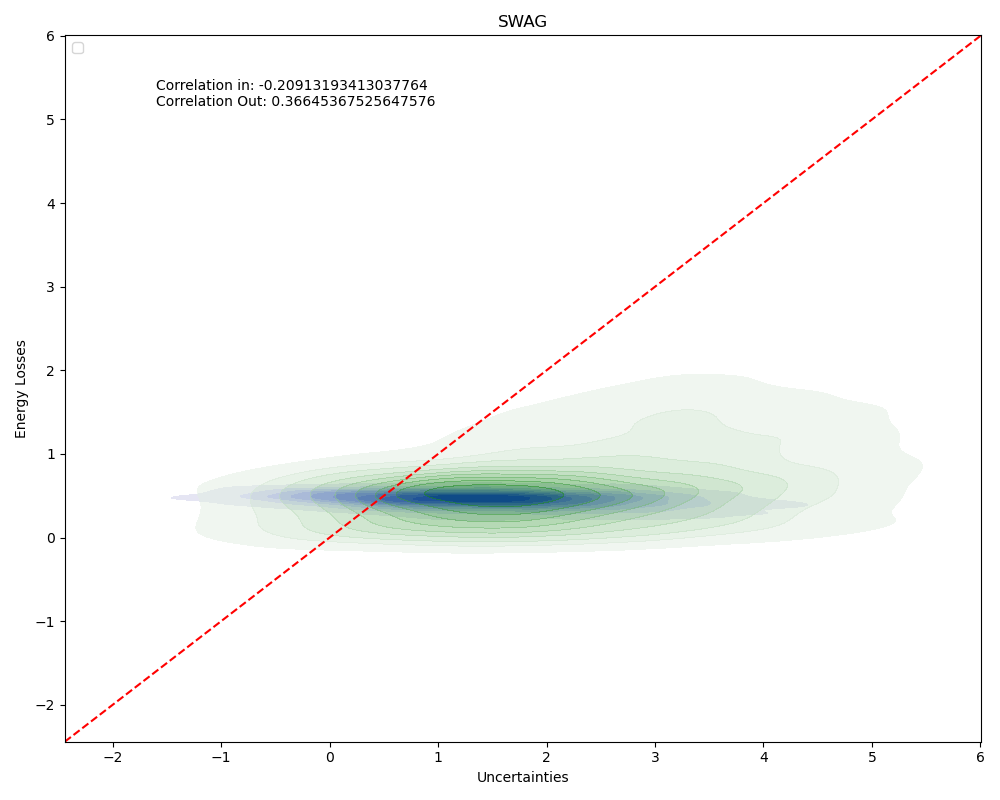 SWAG
Correlation in: -0.20913193413037764
Correlation Out: 0.36645367525647576
6
5
4
3
2
1
0
−1
−2
Energy Losses
−2 −1 0 1 2 3 4 5 6
Uncertainties